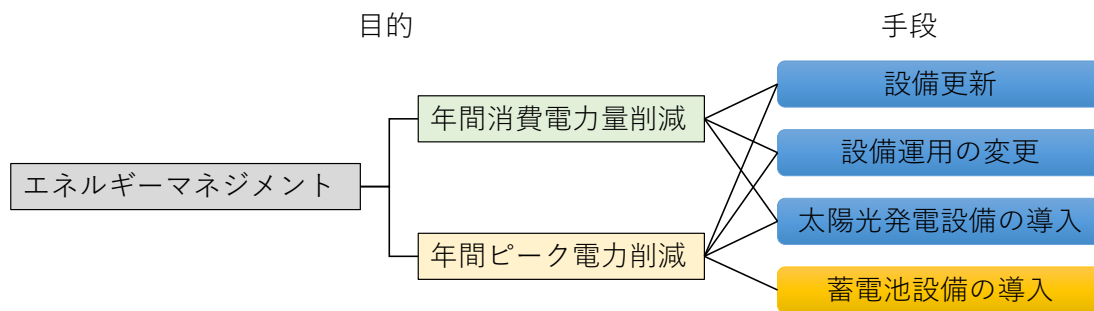 目的
手段
エネルギーマネジメント
年間消費電力量削減
年間ピーク電力削減
設備更新
設備運用の変更
太陽光発電設備の導入
蓄電池設備の導入